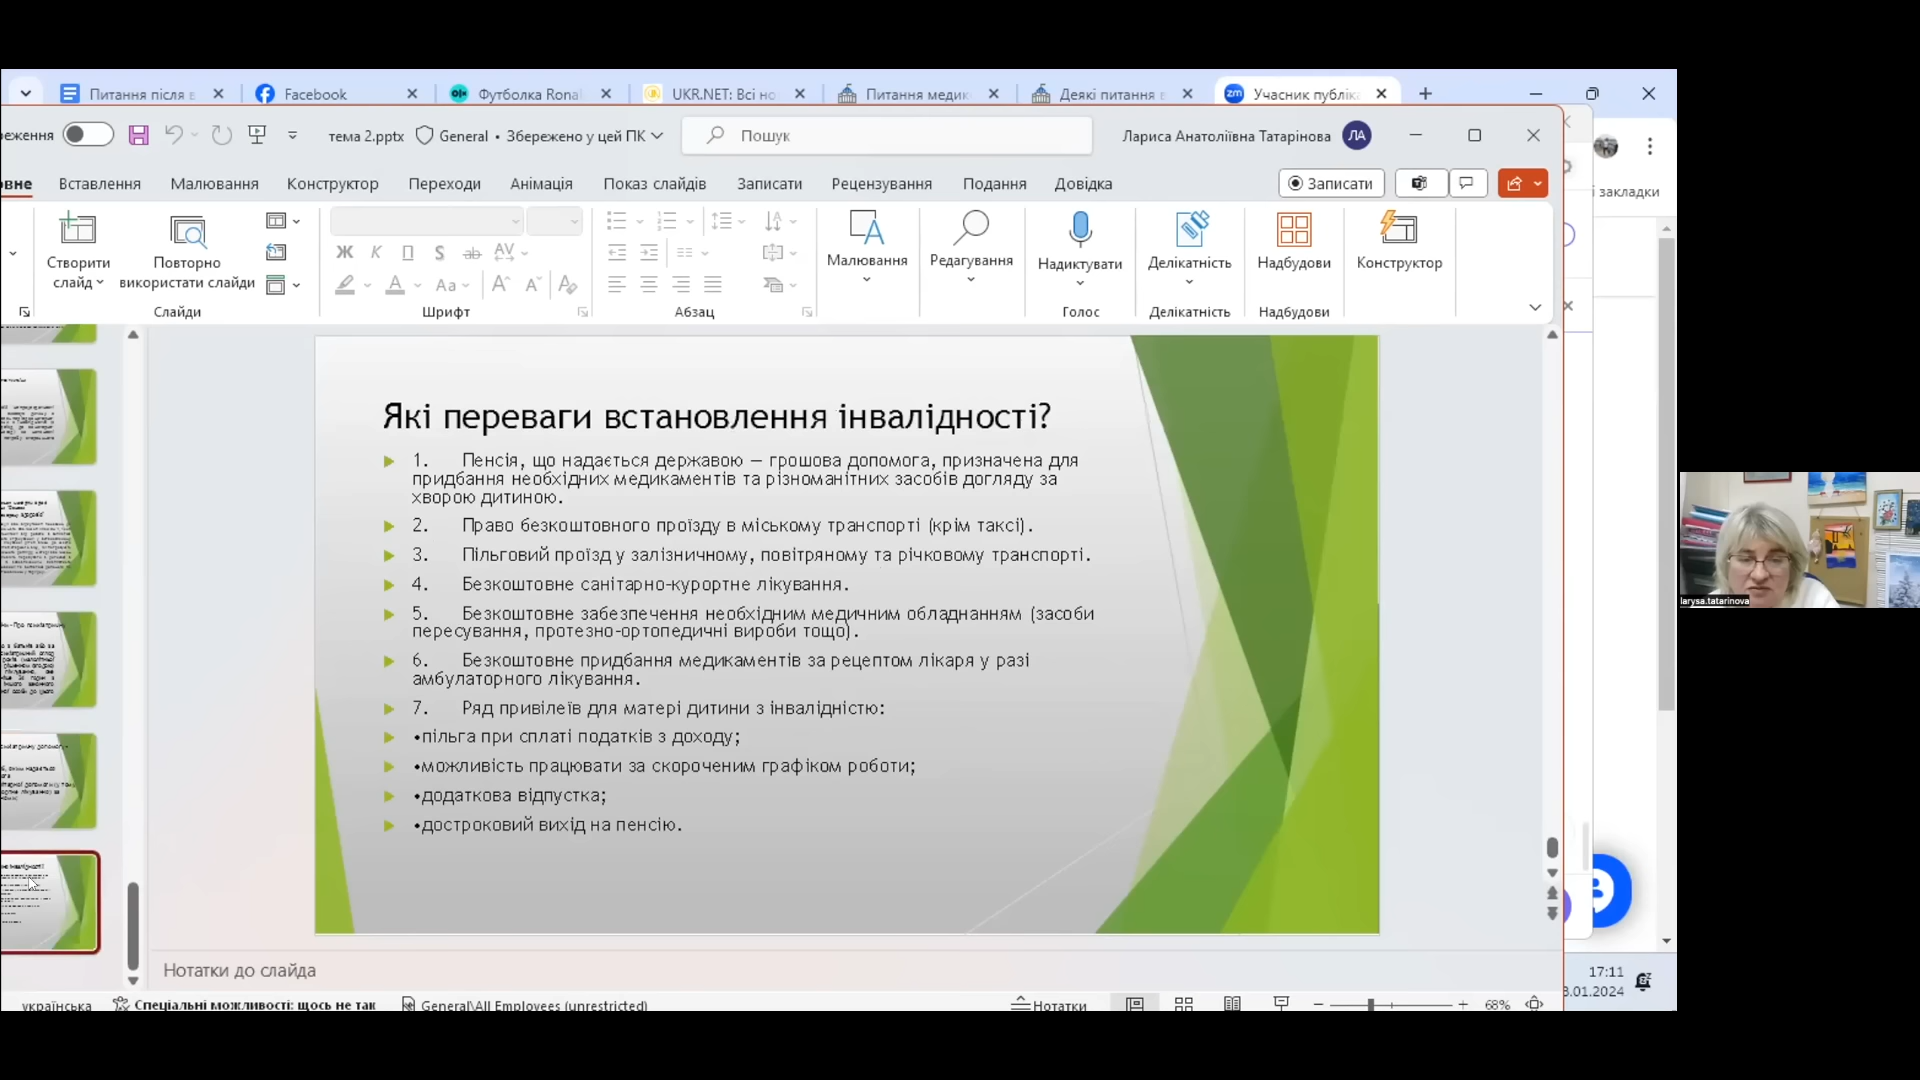 Питання після в
Facebook
Футболка Rona
UKR.NET: Всі но
Питання медик
Деякі питання в
zm Учасник публіка
еження
тема 2.pptx
General • Збережено у цей ПК
Пошук
Лариса Анатоліївна Татарінова
ЛА
вне
Вставлення
Малювання
Конструктор
Переходи
Анімація
Показ слайдів
Записати
Рецензування
Подання
Довідка
Записати
закладки
Створити
слайд
Повторно
використати слайди
Малювання
Редагування
Надиктувати
Делікатність
Надбудови
Конструктор
Слайди
Шрифт
Абзац
Голос
Делікатність
Надбудови
Які переваги встановлення інвалідності?
1. Пенсія, що надається державою — грошова допомога, призначена для
придбання необхідних медикаментів та різноманітних засобів догляду за
хворою дитиною.
2. Право безкоштовного проїзду в міському транспорті (крім таксі).
3. Пільговий проїзд у залізничному, повітряному та річковому транспорті.
4. Безкоштовне санітарно-курортне лікування.
5. Безкоштовне забезпечення необхідним медичним обладнанням (засоби
пересування, протезно-ортопедичні вироби тощо).
6. Безкоштовне придбання медикаментів за рецептом лікаря у разі
амбулаторного лікування.
7. Ряд привілеїв для матері дитини з інвалідністю:
•пільга при сплаті податків з доходу;
•можливість працювати за скороченим графіком роботи;
•додаткова відпустка;
•достроковий вихід на пенсію.
larysa.tatarinova
Нотатки до слайда
17:11
8.01.2024
українська
Спеціальні можливості: щось не так
General\All Employees (unrestricted)
Нотатки
68%